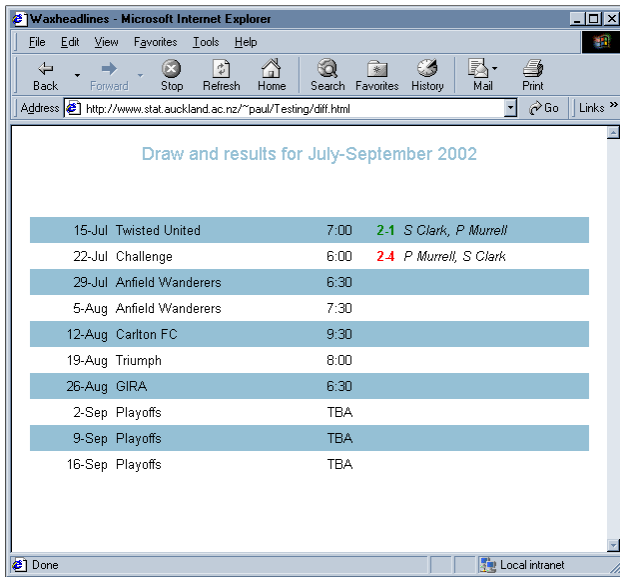 Waxheadlines - Microsoft Internet Explorer
File Edit View Favorites Tools Help
Back Forward Stop Refresh Home Search Favorites History Mail Print
Address http://www.stat.auckland.ac.nz/~paul/Testing/diff.html Go Links »
Draw and results for July-September 2002
15-Jul Twisted United 7:00 2-1 S Clark, P Murrell
22-Jul Challenge 6:00 2-4 P Murrell, S Clark
29-Jul Anfield Wanderers 6:30
5-Aug Anfield Wanderers 7:30
12-Aug Carlton FC 9:30
19-Aug Triumph 8:00
26-Aug GIRA 6:30
2-Sep Playoffs TBA
9-Sep Playoffs TBA
16-Sep Playoffs TBA
Done Local intranet